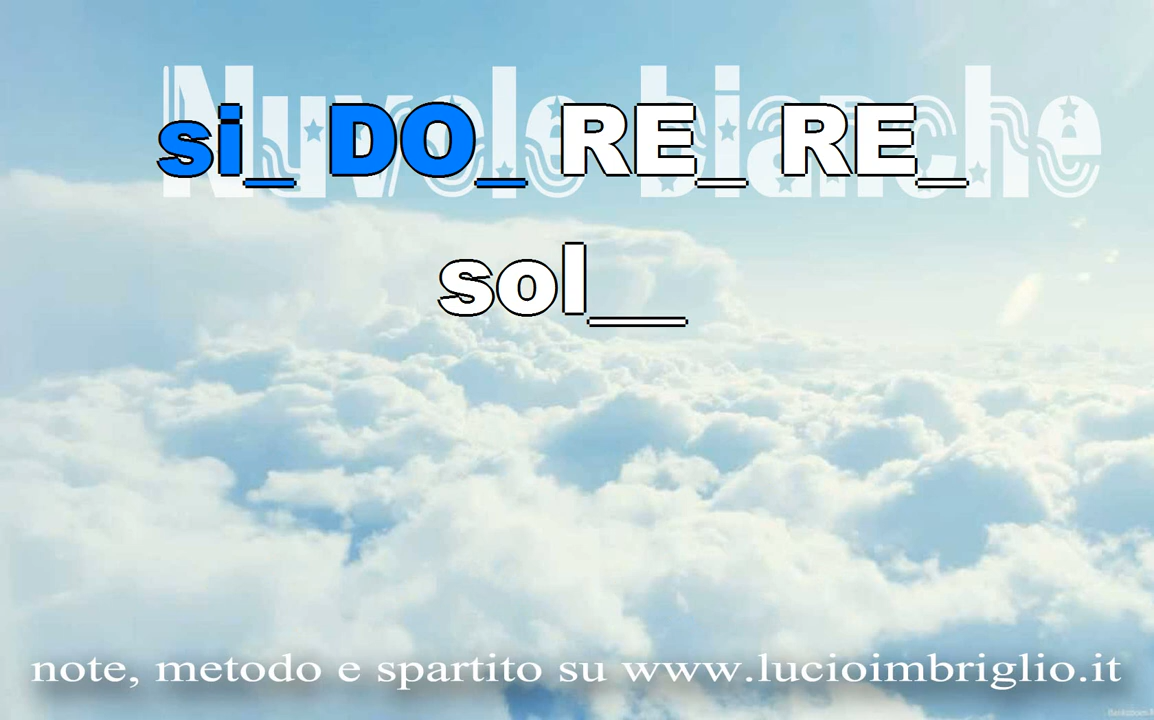 Nuvole bianche
si_ DO_ RE_ RE_
sol__
note, metodo e spartito su www.lucioimbriglio.it